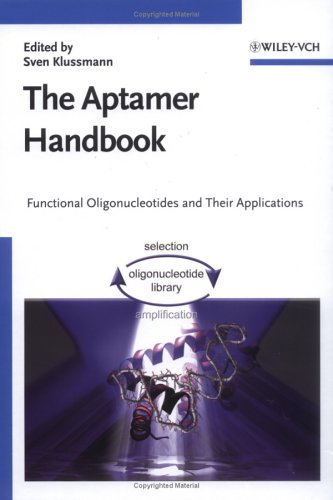 Edited by
Sven Klussmann
WILEY-VCH
The Aptamer
Handbook
Functional Oligonucleotides and Their Applications
selection
oligonucleotide
library
amplification